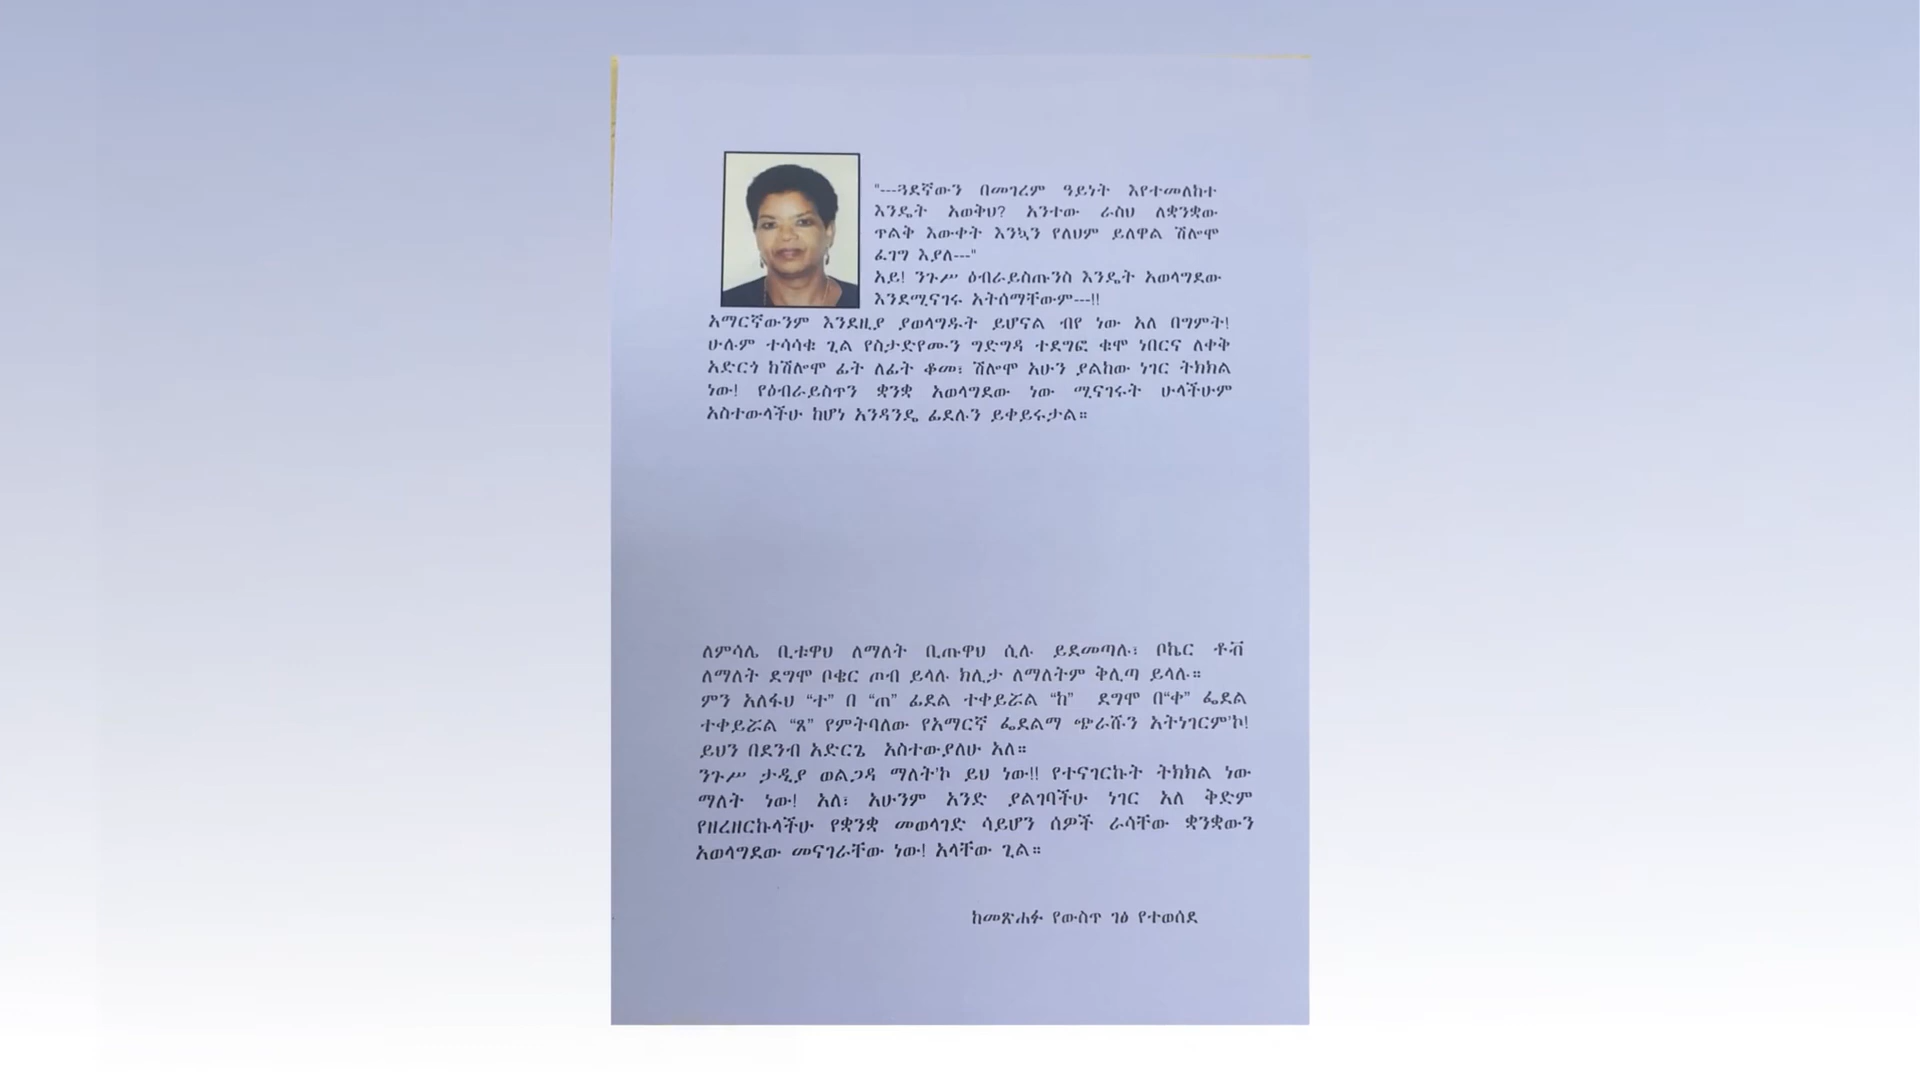 "---ጓደኛውን በመገረም ዓይነት እየተመለከተ
እንዴት አወቅህ? አንተው ራስህ ለቋንቋው
ጥልቅ እውቀት እንኳን የለህም ይለዋል ሽሎሞ
ፈገግ እያለ---"
አይ! ንጉሥ ዕብራይስጡንስ እንዴት አወላግደው
እንደሚናገሩ አትሰማቸውም---!!
አማርኛውንም እንደዚያ ያወላግዱት ይሆናል ብየ ነው አለ በግምት!
ሁሉም ተሳሳቁ ጊል የስታድየሙን ግድግዳ ተደግፎ ቁሞ ነበርና ለቀቅ
አድርጎ ከሽሎሞ ፊት ለፊት ቆመ፣ ሽሎሞ አሁን ያልከው ነገር ትክክል
ነው! የዕብራይስጥን ቋንቋ አወላግደው ነው ሚናገሩት ሁላችሁም
አስተውላችሁ ከሆነ አንዳንዴ ፊደሉን ይቀይሩታል።
ለምሳሌ ቢቱዋህ ለማለት ቢጡዋህ ሲሉ ይደመጣሉ፣ ቦኬር ቶቭ
ለማለት ደግሞ ቦቄር ጦብ ይላሉ ክሊታ ለማለትም ቅሊጣ ይላሉ።
ምን አለፋህ “ተ” በ “ጠ” ፊደል ተቀይሯል “ከ” ደግሞ በ“ቀ” ፌደል
ተቀይሯል “ጸ” የምትባለው የአማርኛ ፌደልማ ጭራሹን አትነገርም'ኮ!
ይህን በደንብ አድርጌ አስተውያለሁ አለ።
ንጉሥ ታዲያ ወልጋዳ ማለት'ኮ ይህ ነው!! የተናገርኩት ትክክል ነው
ማለት ነው! አለ፣ አሁንም አንድ ያልገባችሁ ነገር አለ ቅድም
የዘረዘርኩላችሁ የቋንቋ መወላገድ ሳይሆን ሰዎች ራሳቸው ቋንቋውን
አወላግደው መናገራቸው ነው! አላቸው ጊል።
ከመጽሐፉ የውስጥ ገፅ የተወሰደ